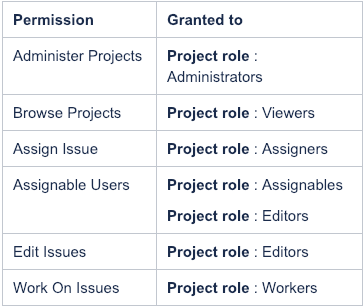 Permission Granted to
Administer Projects Project role :
Administrators
Browse Projects Project role : Viewers
Assign Issue Project role : Assigners
Assignable Users Project role : Assignables
Project role : Editors
Edit Issues Project role : Editors
Work On Issues Project role : Workers